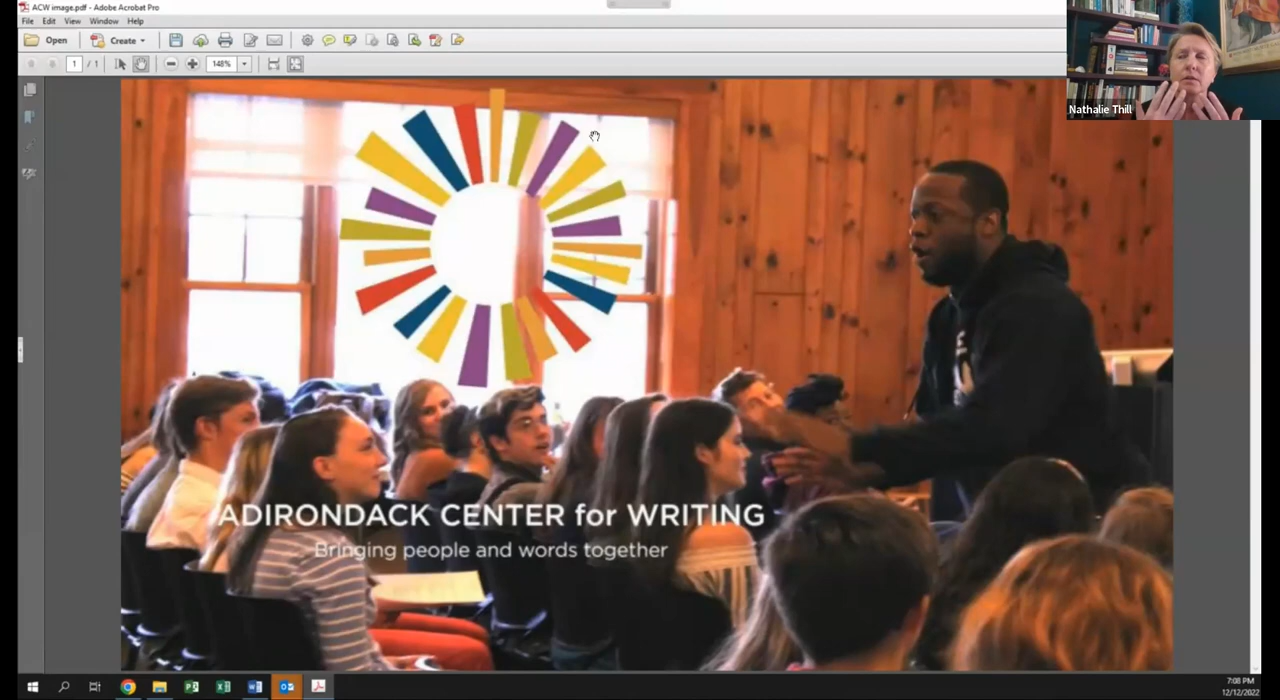 ACW image.pdf - Adobe Acrobat Pro
File Edit View Window Help
Open Create
1 / 1 148%
Nathalie Thill
ADIRONDACK CENTER for WRITING
Bringing people and words together
7:08 PM
12/12/2022